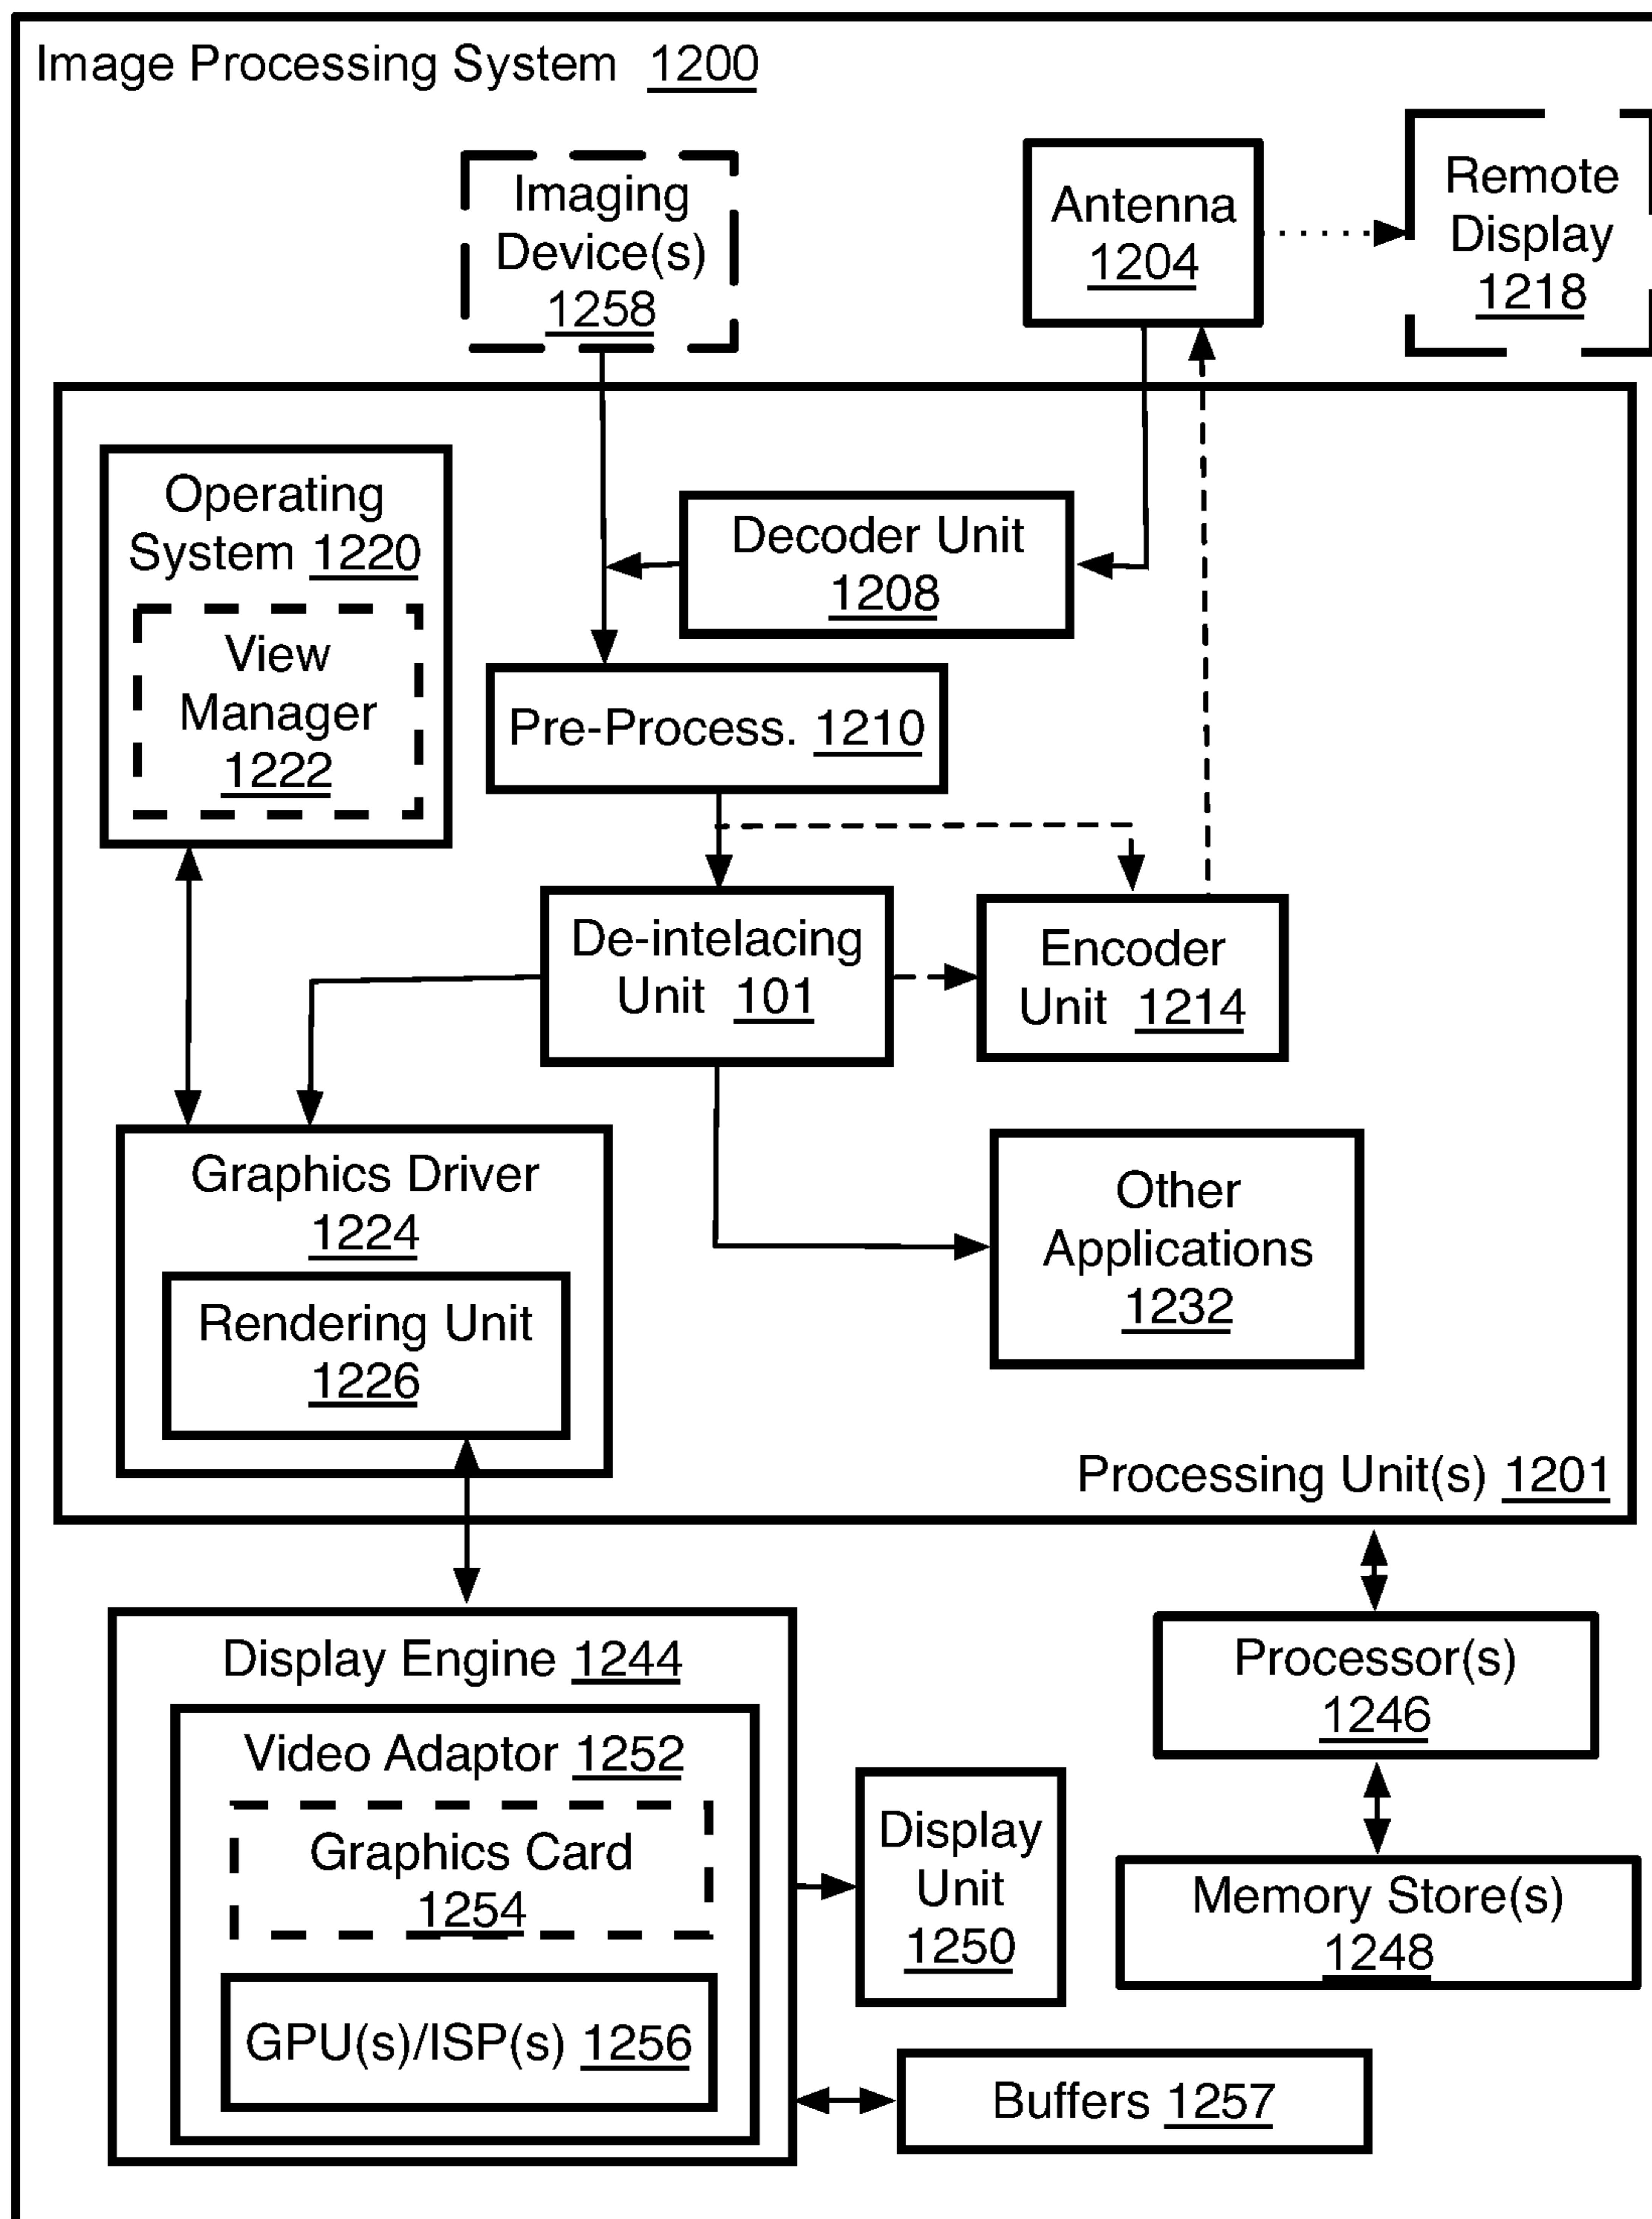 Image Processing System 1200
Imaging
Device(s)
1258
Antenna
1204
Remote
Display
1218
Operating
System 1220
View
Manager
1222
Decoder Unit
1208
Pre-Process. 1210
De-intelacing
Unit 101
Encoder
Unit 1214
Graphics Driver
1224
Rendering Unit
1226
Other
Applications
1232
Processing Unit(s) 1201
Display Engine 1244
Video Adaptor 1252
Graphics Card
1254
GPU(s)/ISP(s) 1256
Display
Unit
1250
Buffers 1257
Processor(s)
1246
Memory Store(s)
1248